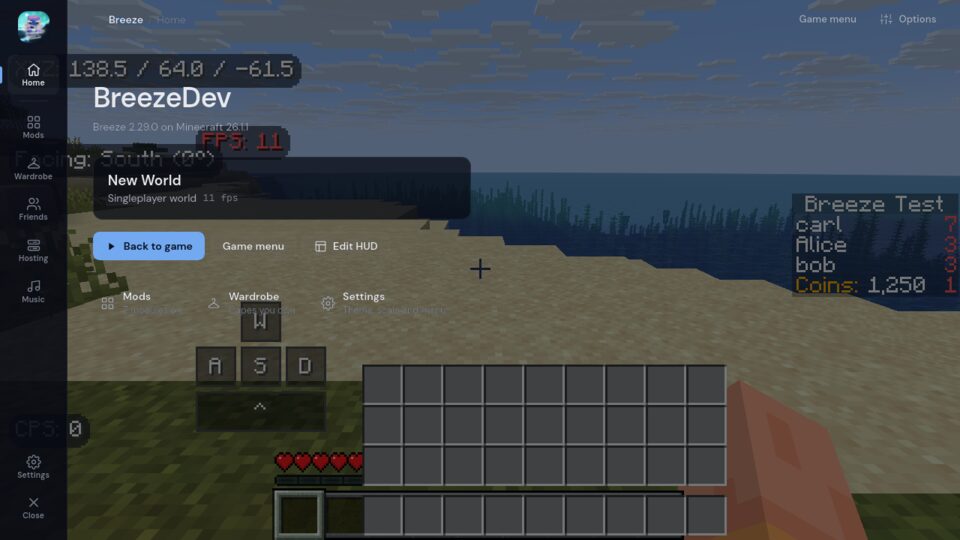 Breeze / Home
Game menu
Options
138.5 / 64.0 / -61.5
Home
BreezeDev
Breeze 2.29.0 on Minecraft 26.1.1
FPS: 11
Mods
Facing: South (0°)
Wardrobe
New World
Singleplayer world 11 fps
Friends
Breeze Test
carl 7
Alice 3
bob 3
Coins: 1,250 1
Back to game
Game menu
Edit HUD
Hosting
Music
Mods
Wardrobe
Capes you own
Settings
W
A
S
D
^
CPS: 0
Settings
Close